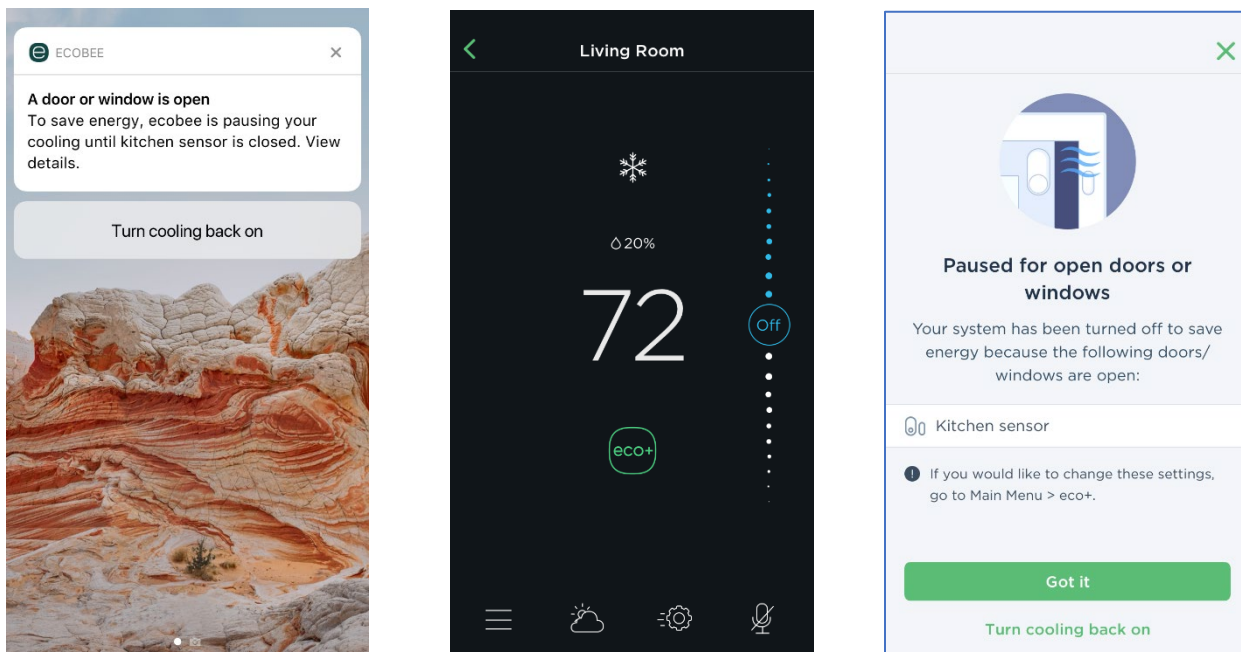 ECOBEE
A door or window is open
To save energy, ecobee is pausing your
cooling until kitchen sensor is closed. View
details.
Turn cooling back on
Living Room
20%
72
Off
eco+
Paused for open doors or
windows
Your system has been turned off to save
energy because the following doors/
windows are open:
Kitchen sensor
If you would like to change these settings,
go to Main Menu > eco+.
Got it
Turn cooling back on